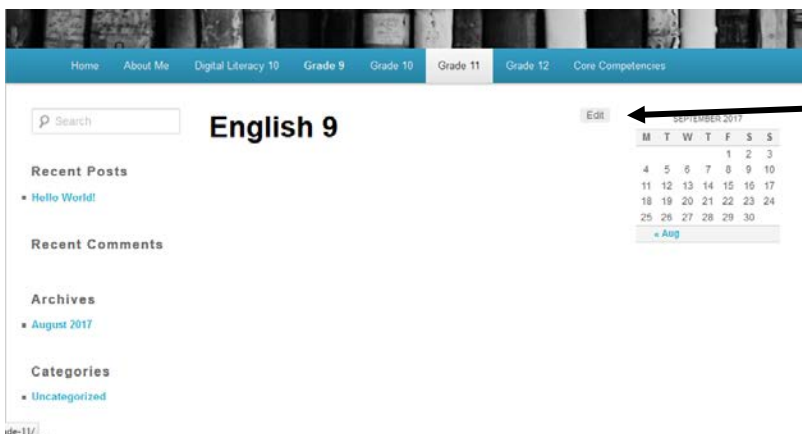 Home About Me Digital Literacy 10 Grade 9 Grade 10 Grade 11 Grade 12 Core Competencies
Search
English 9
Edit
Recent Posts
Hello World!
Recent Comments
Archives
August 2017
Categories
Uncategorized
SEPTEMBER 2017
M T W T F S S
1 2 3
4 5 6 7 8 9 10
11 12 13 14 15 16 17
18 19 20 21 22 23 24
25 26 27 28 29 30
« Aug
de-11/